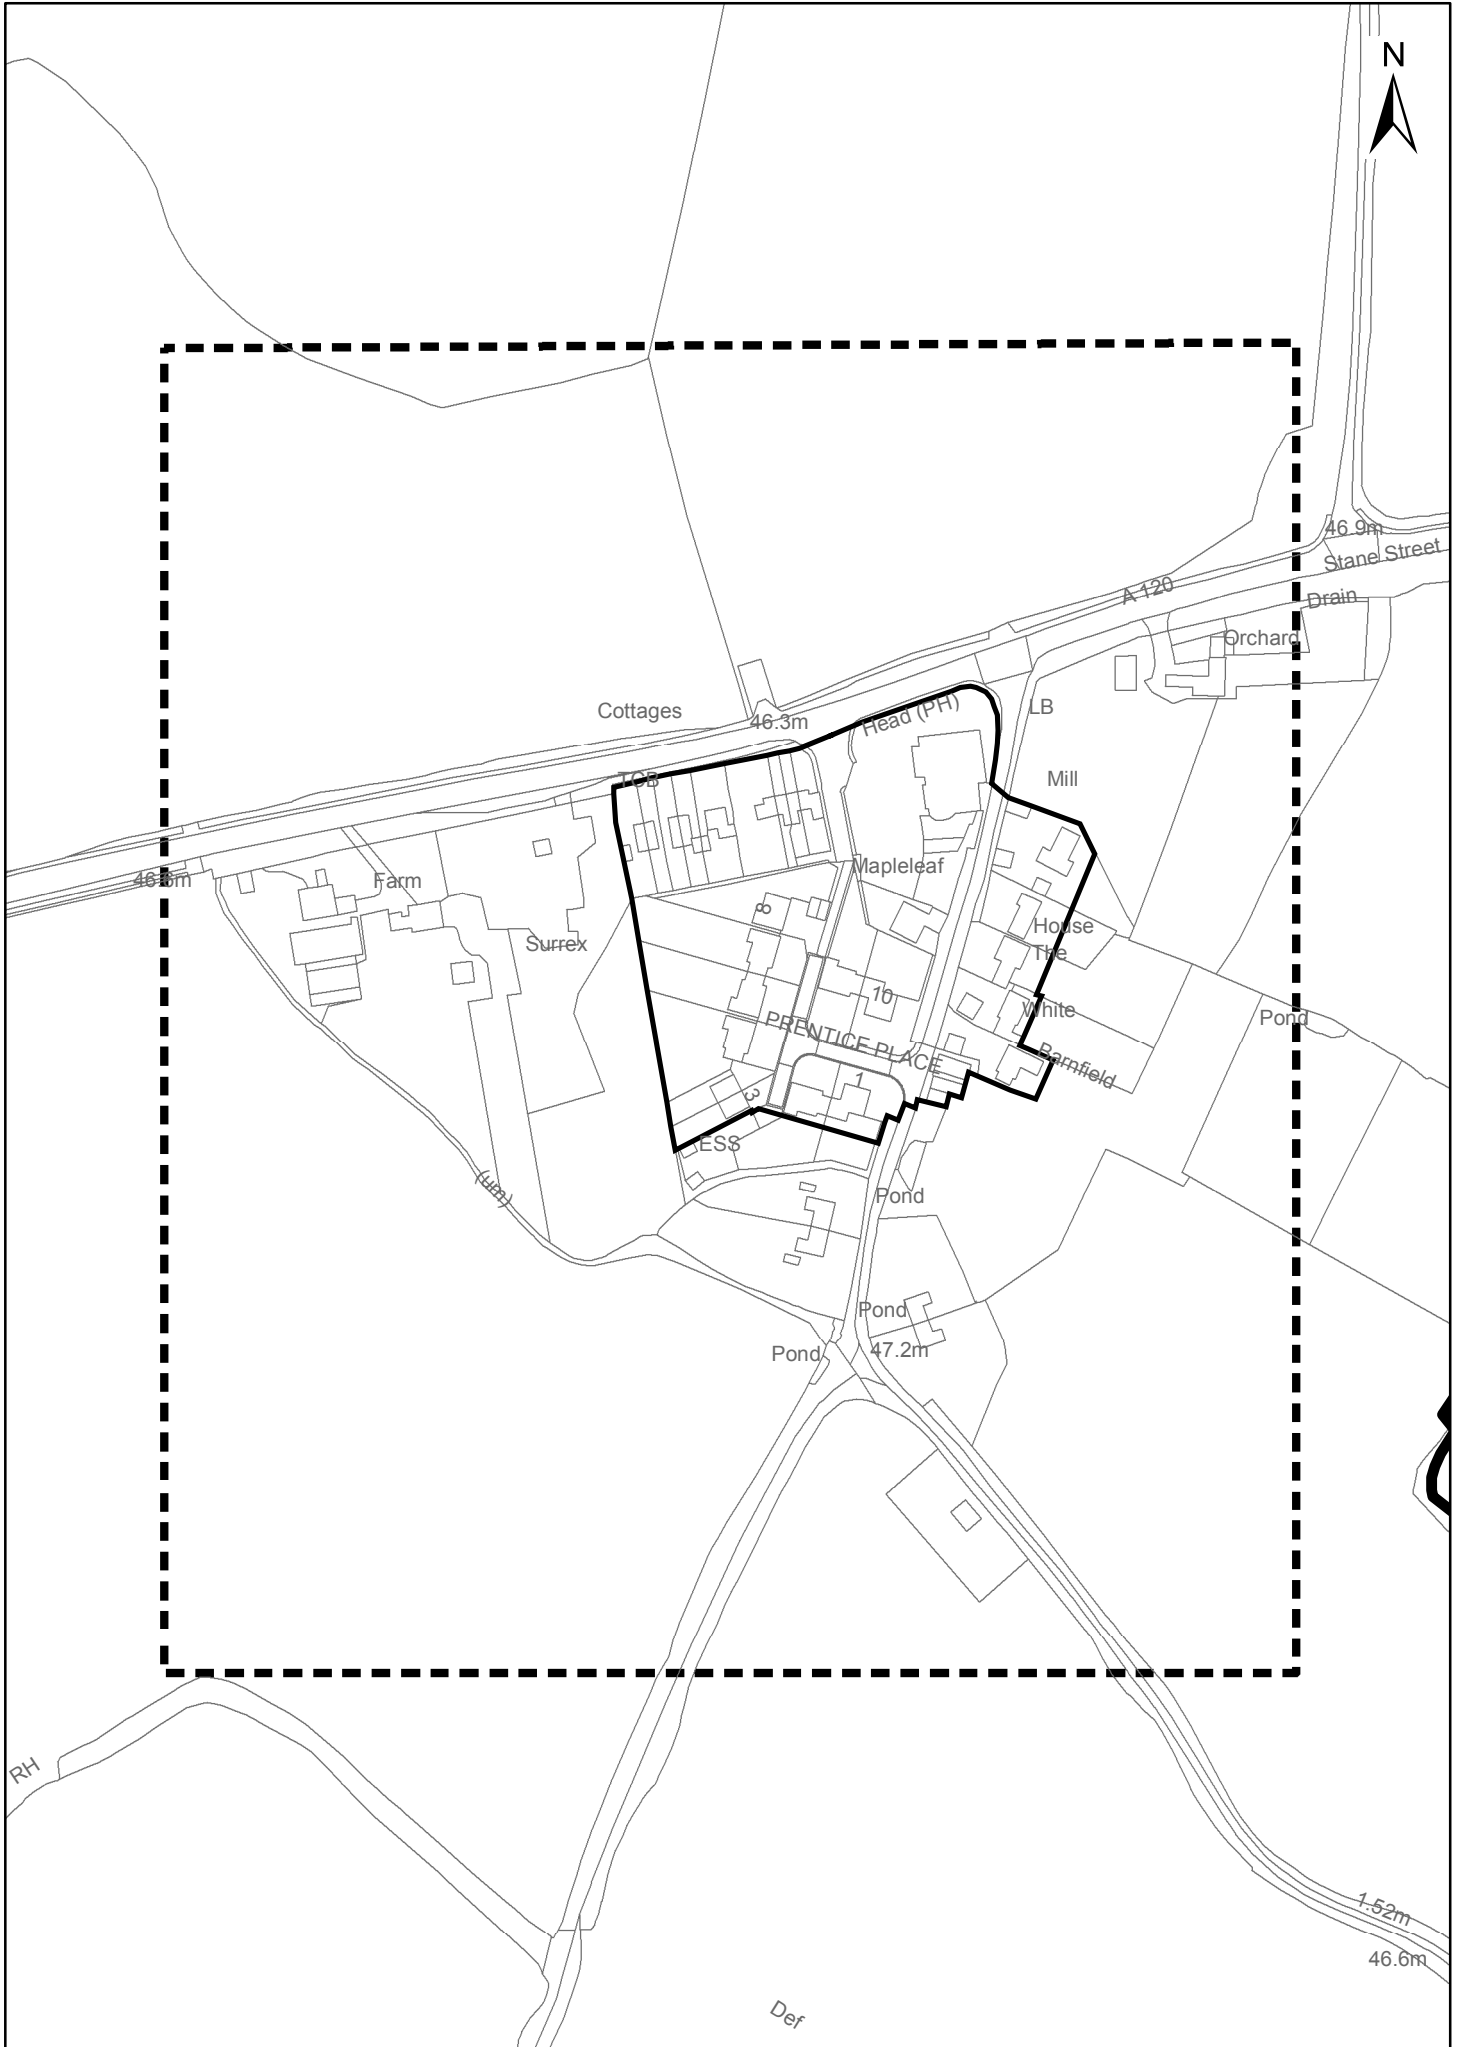 N
46.9m
Stane Street
A 120
Drain
Orchard
Cottages
46.3m
Head (PH)
LB
TCB
Mill
Mapleleaf
46.6m
Farm
8
House
Surrex
The
10
White
Pond
PRENTICE PLACE
Barnfield
1
3
ESS
(um)
Pond
Pond
Pond
47.2m
RH
1.52m
46.6m
Def